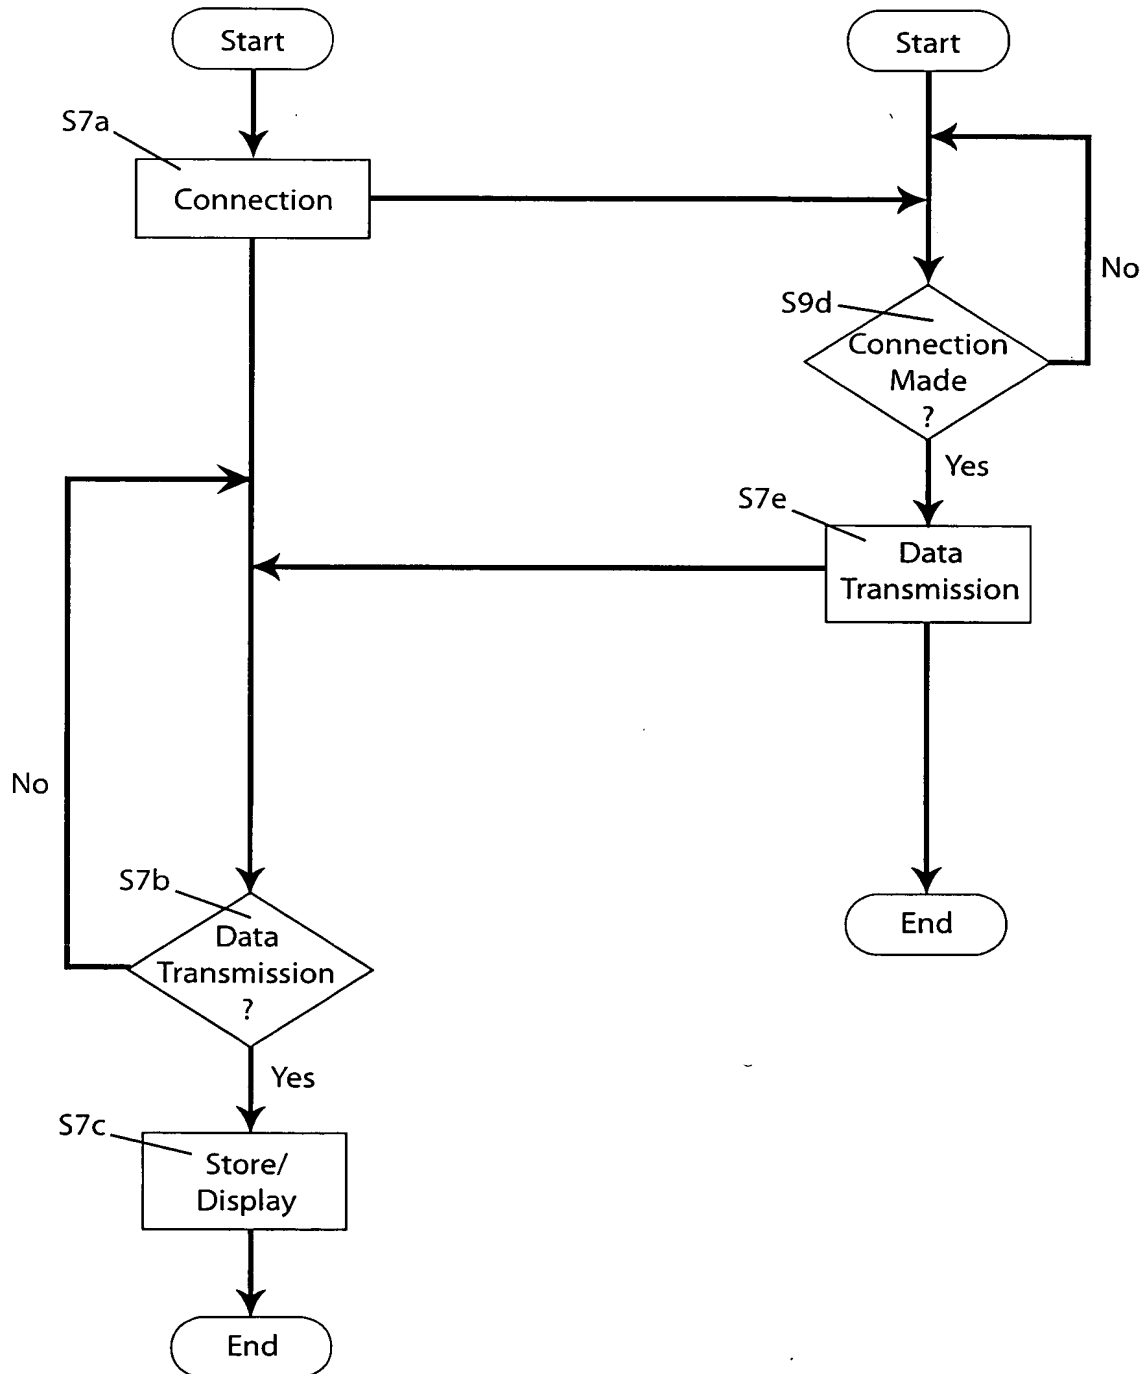 Start
Start
S7a
Connection
No
S9d
Connection
Made
?
Yes
S7e
Data
Transmission
No
S7b
Data
Transmission
?
End
Yes
S7c
Store/
Display
End